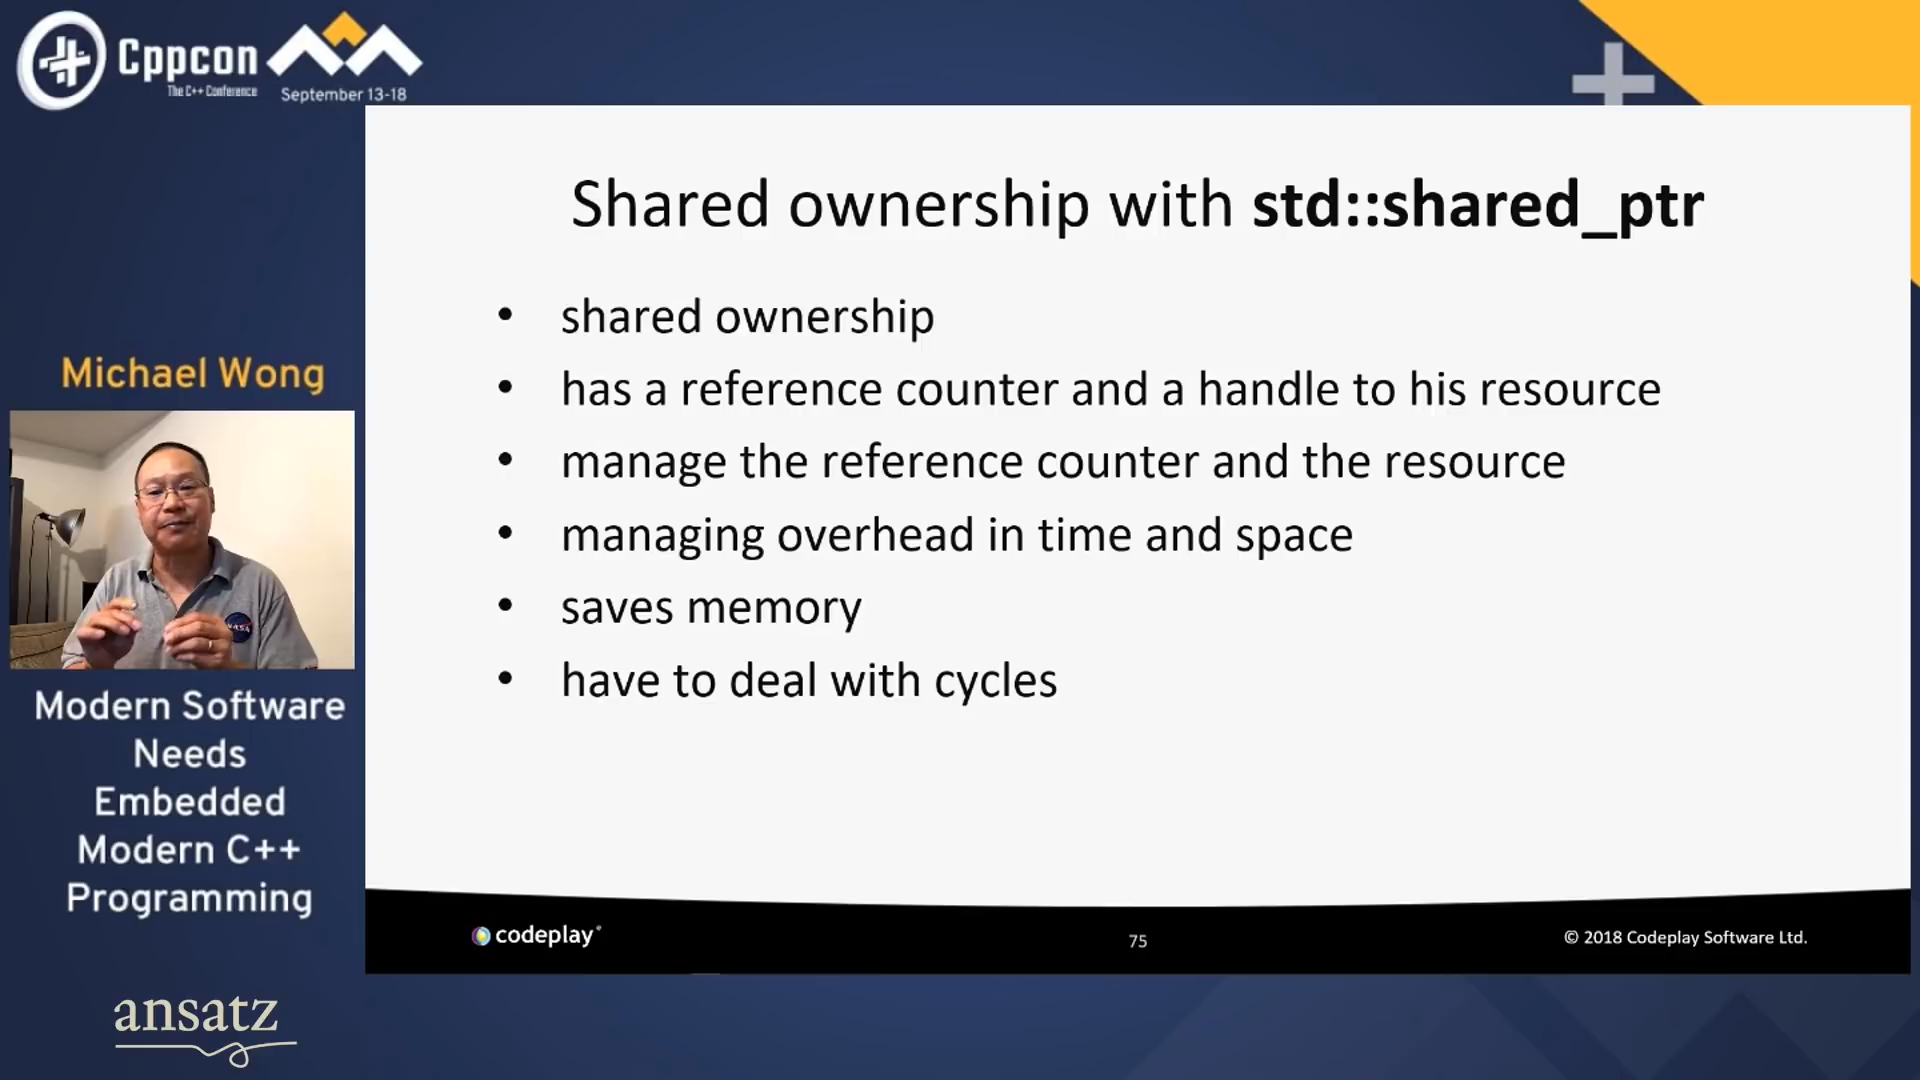 Cppcon
The C++ Conference
September 13-18
Shared ownership with std::shared_ptr
• shared ownership
• has a reference counter and a handle to his resource
• manage the reference counter and the resource
• managing overhead in time and space
• saves memory
• have to deal with cycles
Michael Wong
NASA
Modern Software
Needs
Embedded
Modern C++
Programming
codeplay
75
© 2018 Codeplay Software Ltd.
ansatz